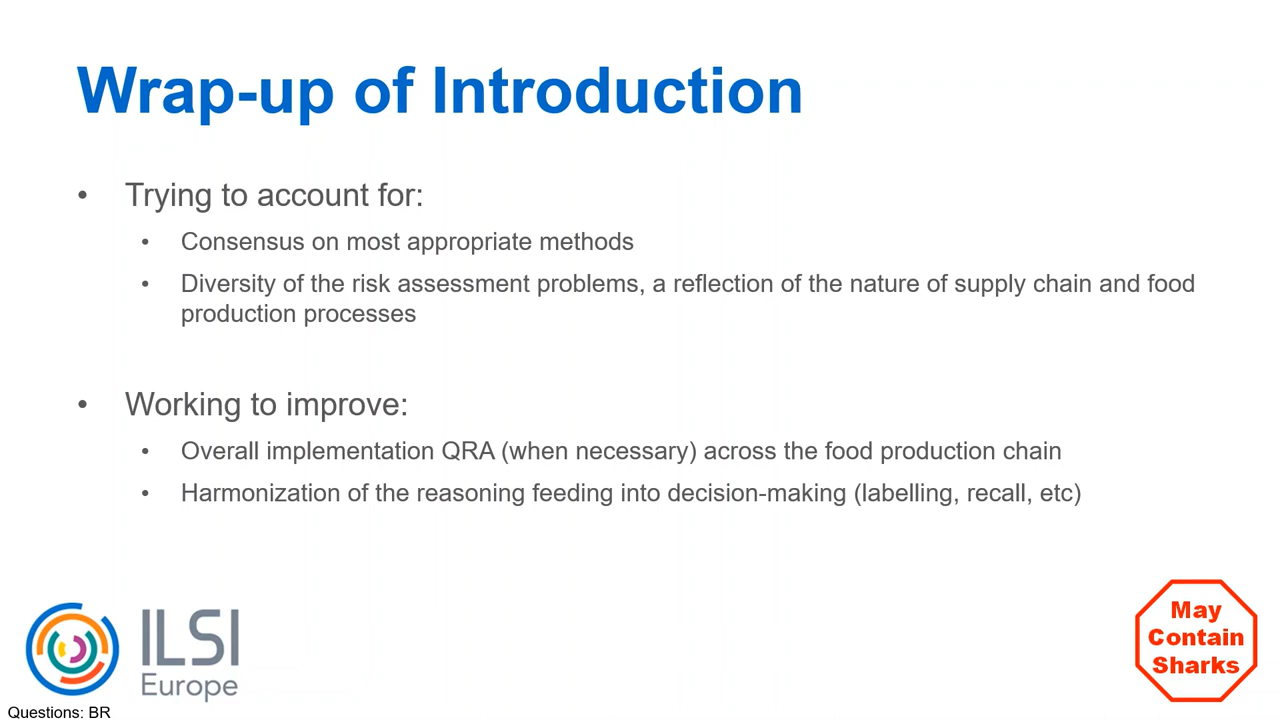 Wrap-up of Introduction
• Trying to account for:
• Consensus on most appropriate methods
• Diversity of the risk assessment problems, a reflection of the nature of supply chain and food
production processes
• Working to improve:
• Overall implementation QRA (when necessary) across the food production chain
• Harmonization of the reasoning feeding into decision-making (labelling, recall, etc)
ILSI
Europe
May
Contain
Sharks
Questions: BR